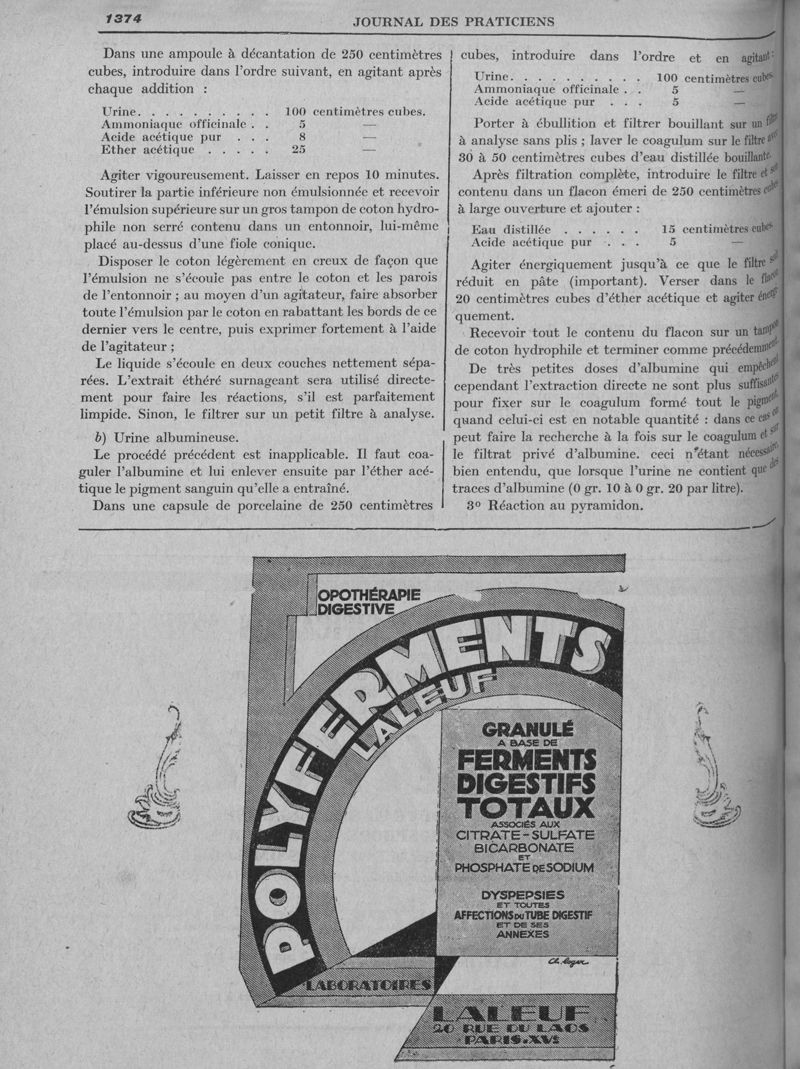 1374
JOURNAL DES PRATICIENS
Dans une ampoule à décantation de 250 centimètres
cubes, introduire dans l'ordre suivant, en agitant après
chaque addition :
Urine. . . . . . . . . . 100 centimètres cubes.
Ammoniaque officinale . . 5 —
Acide acétique pur . . . 8 —
Ether acétique . . . . . 25 —
Agiter vigoureusement. Laisser en repos 10 minutes.
Soutirer la partie inférieure non émulsionnée et recevoir
l'émulsion supérieure sur un gros tampon de coton hydro-
phile non serré contenu dans un entonnoir, lui-même
placé au-dessus d'une fiole conique.
Disposer le coton légèrement en creux de façon que
l'émulsion ne s'écoule pas entre le coton et les parois
de l'entonnoir ; au moyen d'un agitateur, faire absorber
toute l'émulsion par le coton en rabattant les bords de ce
dernier vers le centre, puis exprimer fortement à l'aide
de l'agitateur ;
Le liquide s'écoule en deux couches nettement sépa-
rées. L'extrait éthéré surnageant sera utilisé directe-
ment pour faire les réactions, s'il est parfaitement
limpide. Sinon, le filtrer sur un petit filtre à analyse.
b) Urine albumineuse.
Le procédé précédent est inapplicable. Il faut coa-
guler l'albumine et lui enlever ensuite par l'éther acé-
tique le pigment sanguin qu'elle a entraîné.
Dans une capsule de porcelaine de 250 centimètres
cubes, introduire dans l'ordre et en agitant :
Urine. . . . . . . . . . 100 centimètres cubes.
Ammoniaque officinale . . 5 —
Acide acétique pur . . . 5 —
Porter à ébullition et filtrer bouillant sur un filtre
à analyse sans plis ; laver le coagulum sur le filtre avec
30 à 50 centimètres cubes d'eau distillée bouillante.
Après filtration complète, introduire le filtre et son
contenu dans un flacon émeri de 250 centimètres cube
à large ouverture et ajouter :
Eau distillée . . . . . . 15 centimètres cubes.
Acide acétique pur . . . 5 —
Agiter énergiquement jusqu'à ce que le filtre soit
réduit en pâte (important). Verser dans le flacon
20 centimètres cubes d'éther acétique et agiter énergi-
quement.
Recevoir tout le contenu du flacon sur un tampon
de coton hydrophile et terminer comme précédemment.
De très petites doses d'albumine qui empêchent
cependant l'extraction directe ne sont plus suffisantes
pour fixer sur le coagulum formé tout le pigment,
quand celui-ci est en notable quantité : dans ce cas on
peut faire la recherche à la fois sur le coagulum et sur
le filtrat privé d'albumine. ceci n'étant nécessaire,
bien entendu, que lorsque l'urine ne contient que des
traces d'albumine (0 gr. 10 à 0 gr. 20 par litre).
3º Réaction au pyramidon.
OPOTHÉRAPIE
DIGESTIVE
POLYFERMENTS
LALEUF
GRANULÉ
A BASE DE
FERMENTS
DIGESTIFS
TOTAUX
ASSOCIÉS AUX
CITRATE - SULFATE
BICARBONATE
ET
PHOSPHATE DE SODIUM
DYSPEPSIES
ET TOUTES
AFFECTIONS DU TUBE DIGESTIF
ET DE SES
ANNEXES
Ch. Roger
LABORATOIRES
LALEUF
20 RUE DU LAOS
PARIS . XVe